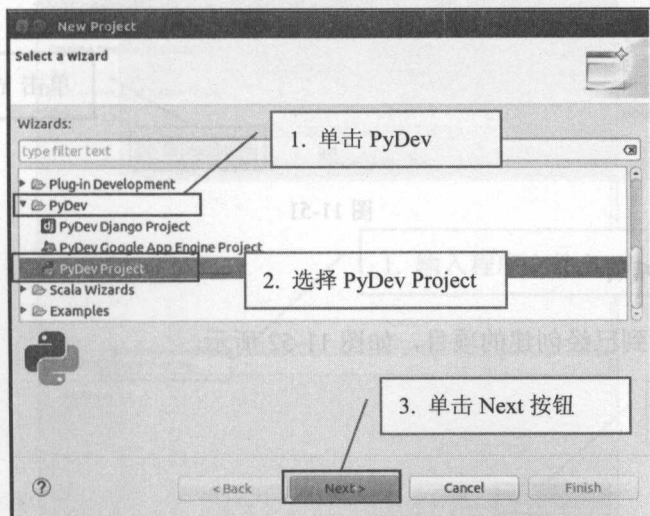 New Project
Select a wizard
Wizards:
1. 单击 PyDev
type filter text
Plug-in Development
PyDev
PyDev Django Project
PyDev Google App Engine Project
PyDev Project
2. 选择 PyDev Project
Scala Wizards
Examples
3. 单击 Next 按钮
< Back
Next >
Cancel
Finish